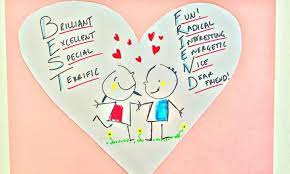 BRILLIANT
EXCELLENT
SPECIAL
TERRIFIC
FUN!
RADICAL
INTERESTING
ENERGETIC
NICE
DEAR
FRIEND!